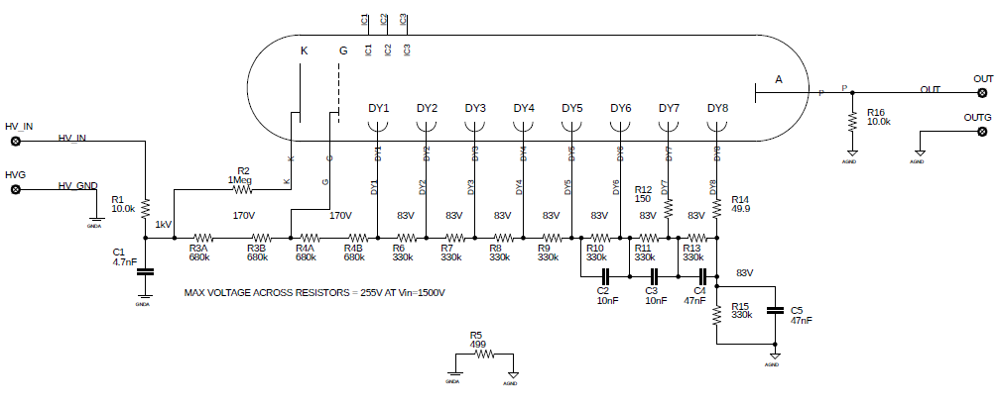 IC1 IC2 IC3
IC1 IC2 IC3
K G A
DY1 DY2 DY3 DY4 DY5 DY6 DY7 DY8
P P OUT OUT
R16
10.0k
OUTG
AGND AGND
HV_IN HV_IN
K G DY1 DY2 DY3 DY4 DY5 DY6 DY7 DY8
HVG HV_GND
K G DY1 DY2 DY3 DY4 DY5 DY6 DY7 DY8
R2
1Meg
R12
150
R1
10.0k
R14
49.9
GNDA
1kV 170V 170V 83V 83V 83V 83V 83V 83V 83V
R3A R3B R4A R4B R6 R7 R8 R9 R10 R11 R13
680k 680k 680k 680k 330k 330k 330k 330k 330k 330k 330k
C1
4.7nF
83V
C2 C3 C4
10nF 10nF 47nF
GNDA
MAX VOLTAGE ACROSS RESISTORS = 255V AT Vin=1500V
R15
330k
C5
47nF
AGND
R5
499
GNDA AGND